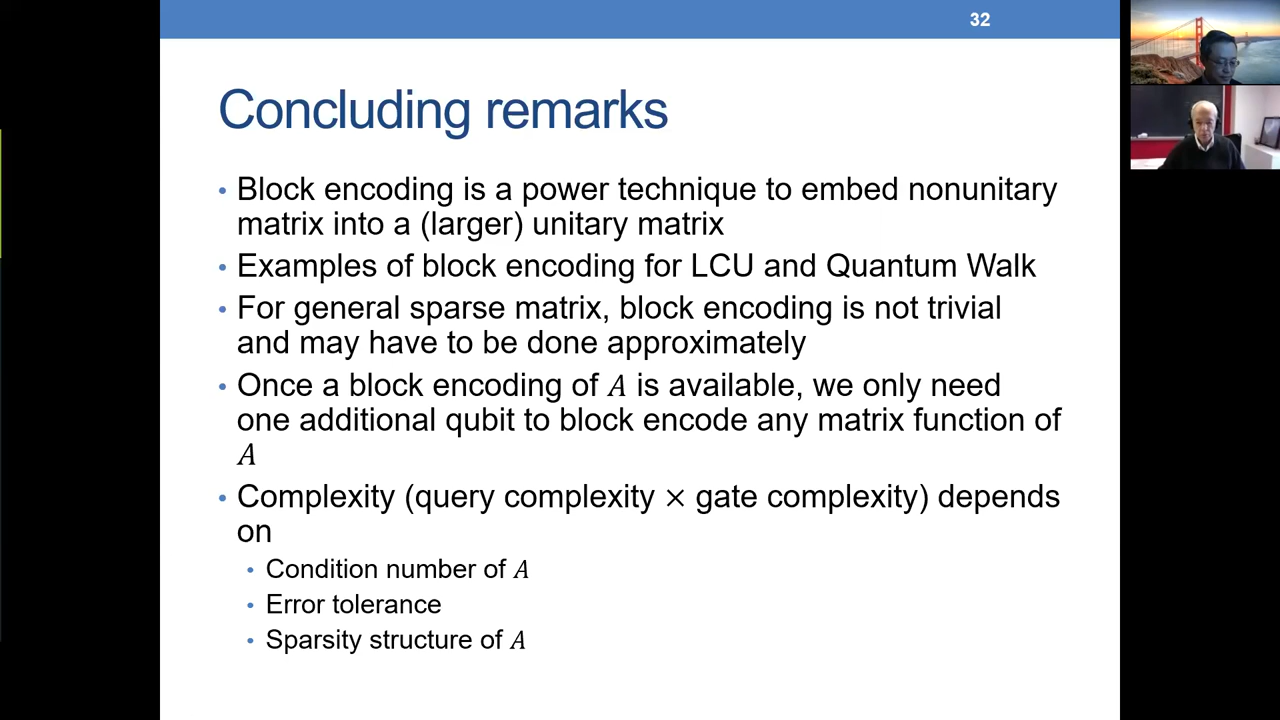 32
Concluding remarks
• Block encoding is a power technique to embed nonunitary
matrix into a (larger) unitary matrix
• Examples of block encoding for LCU and Quantum Walk
• For general sparse matrix, block encoding is not trivial
and may have to be done approximately
• Once a block encoding of A is available, we only need
one additional qubit to block encode any matrix function of
A
• Complexity (query complexity × gate complexity) depends
on
• Condition number of A
• Error tolerance
• Sparsity structure of A